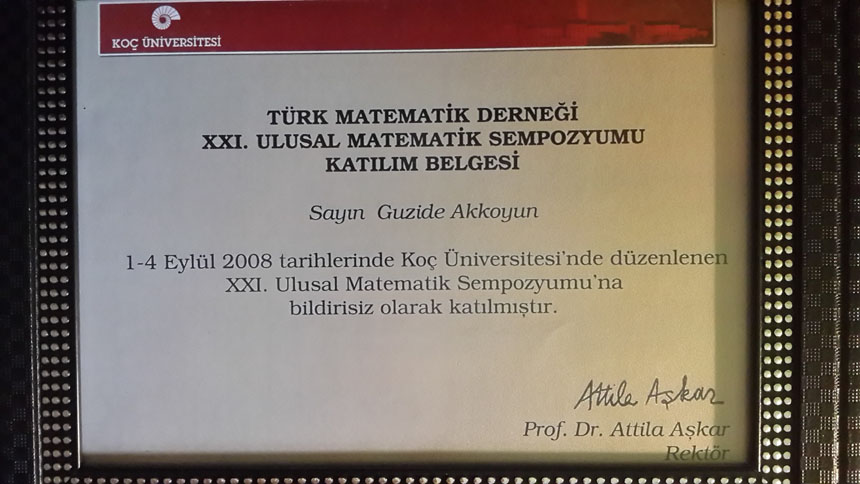 KOÇ ÜNİVERSİTESİ
TÜRK MATEMATİK DERNEĞİ
XXI. ULUSAL MATEMATİK SEMPOZYUMU
KATILIM BELGESİ
Sayın Guzide Akkoyun
1-4 Eylül 2008 tarihlerinde Koç Üniversitesi'nde düzenlenen
XXI. Ulusal Matematik Sempozyumu'na
bildirisiz olarak katılmıştır.
Attila Aşkar
Prof. Dr. Attila Aşkar
Rektör